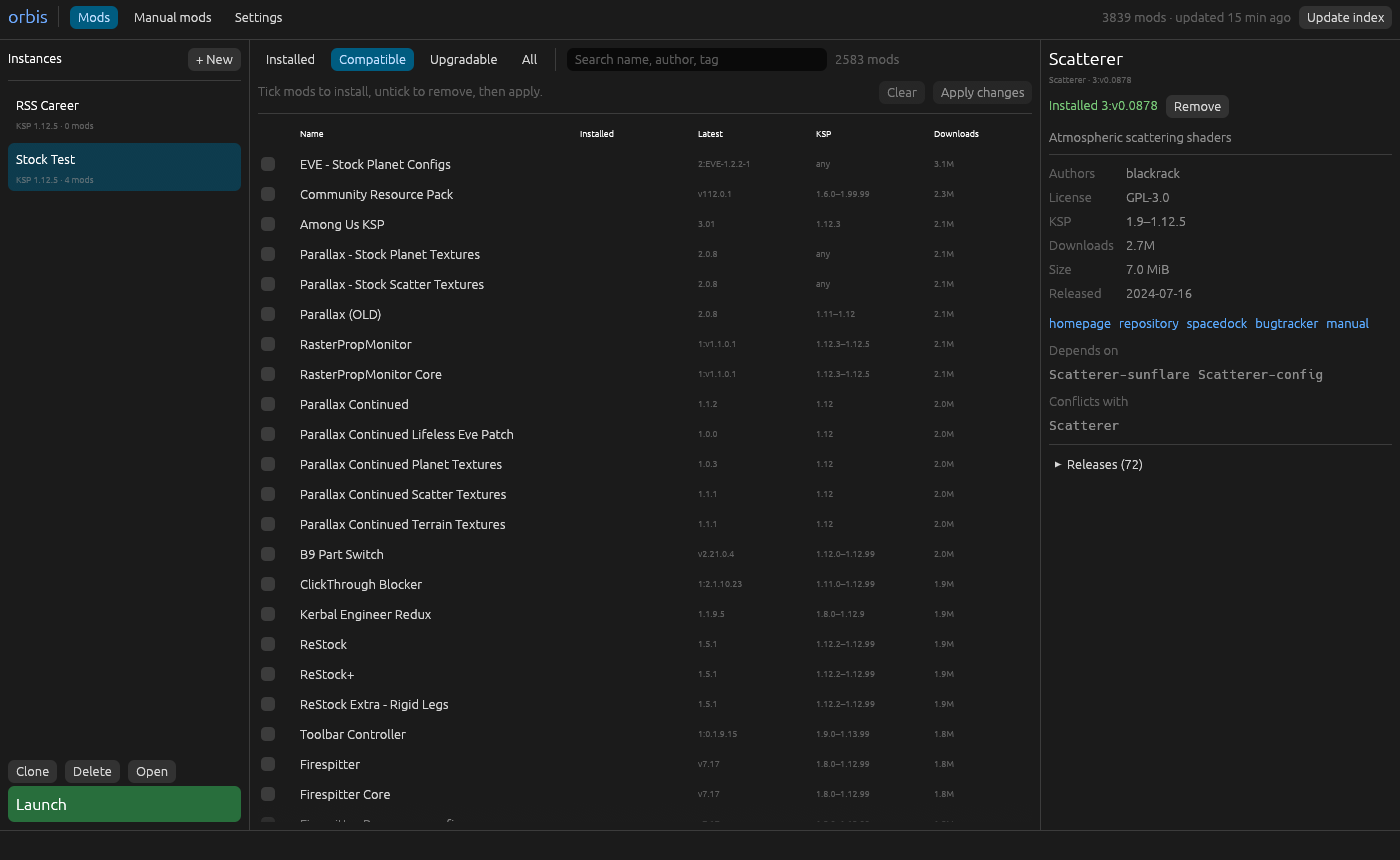 orbis Mods Manual mods Settings 3839 mods · updated 15 min ago Update index
Instances + New
RSS Career
KSP 1.12.5 · 0 mods
Stock Test
KSP 1.12.5 · 4 mods
Clone Delete Open
Launch
Installed Compatible Upgradable All Search name, author, tag 2583 mods
Tick mods to install, untick to remove, then apply. Clear Apply changes
Name Installed Latest KSP Downloads
EVE - Stock Planet Configs 2:EVE-1.2.2-1 any 3.1M
Community Resource Pack v112.0.1 1.6.0–1.99.99 2.3M
Among Us KSP 3.01 1.12.3 2.1M
Parallax - Stock Planet Textures 2.0.8 any 2.1M
Parallax - Stock Scatter Textures 2.0.8 any 2.1M
Parallax (OLD) 2.0.8 1.11–1.12 2.1M
RasterPropMonitor 1:v1.1.0.1 1.12.3–1.12.5 2.1M
RasterPropMonitor Core 1:v1.1.0.1 1.12.3–1.12.5 2.1M
Parallax Continued 1.1.2 1.12 2.0M
Parallax Continued Lifeless Eve Patch 1.0.0 1.12 2.0M
Parallax Continued Planet Textures 1.0.3 1.12 2.0M
Parallax Continued Scatter Textures 1.1.1 1.12 2.0M
Parallax Continued Terrain Textures 1.1.1 1.12 2.0M
B9 Part Switch v2.21.0.4 1.12.0–1.12.99 2.0M
ClickThrough Blocker 1:2.1.10.23 1.11.0–1.12.99 1.9M
Kerbal Engineer Redux 1.1.9.5 1.8.0–1.12.9 1.9M
ReStock 1.5.1 1.12.2–1.12.99 1.9M
ReStock+ 1.5.1 1.12.2–1.12.99 1.9M
ReStock Extra - Rigid Legs 1.5.1 1.12.2–1.12.99 1.9M
Toolbar Controller 1:0.1.9.15 1.9.0–1.13.99 1.8M
Firespitter v7.17 1.8.0–1.12.99 1.8M
Firespitter Core v7.17 1.8.0–1.12.99 1.8M
Scatterer
Scatterer · 3:v0.0878
Installed 3:v0.0878 Remove
Atmospheric scattering shaders
Authors blackrack
License GPL-3.0
KSP 1.9–1.12.5
Downloads 2.7M
Size 7.0 MiB
Released 2024-07-16
homepage repository spacedock bugtracker manual
Depends on
Scatterer-sunflare Scatterer-config
Conflicts with
Scatterer
Releases (72)